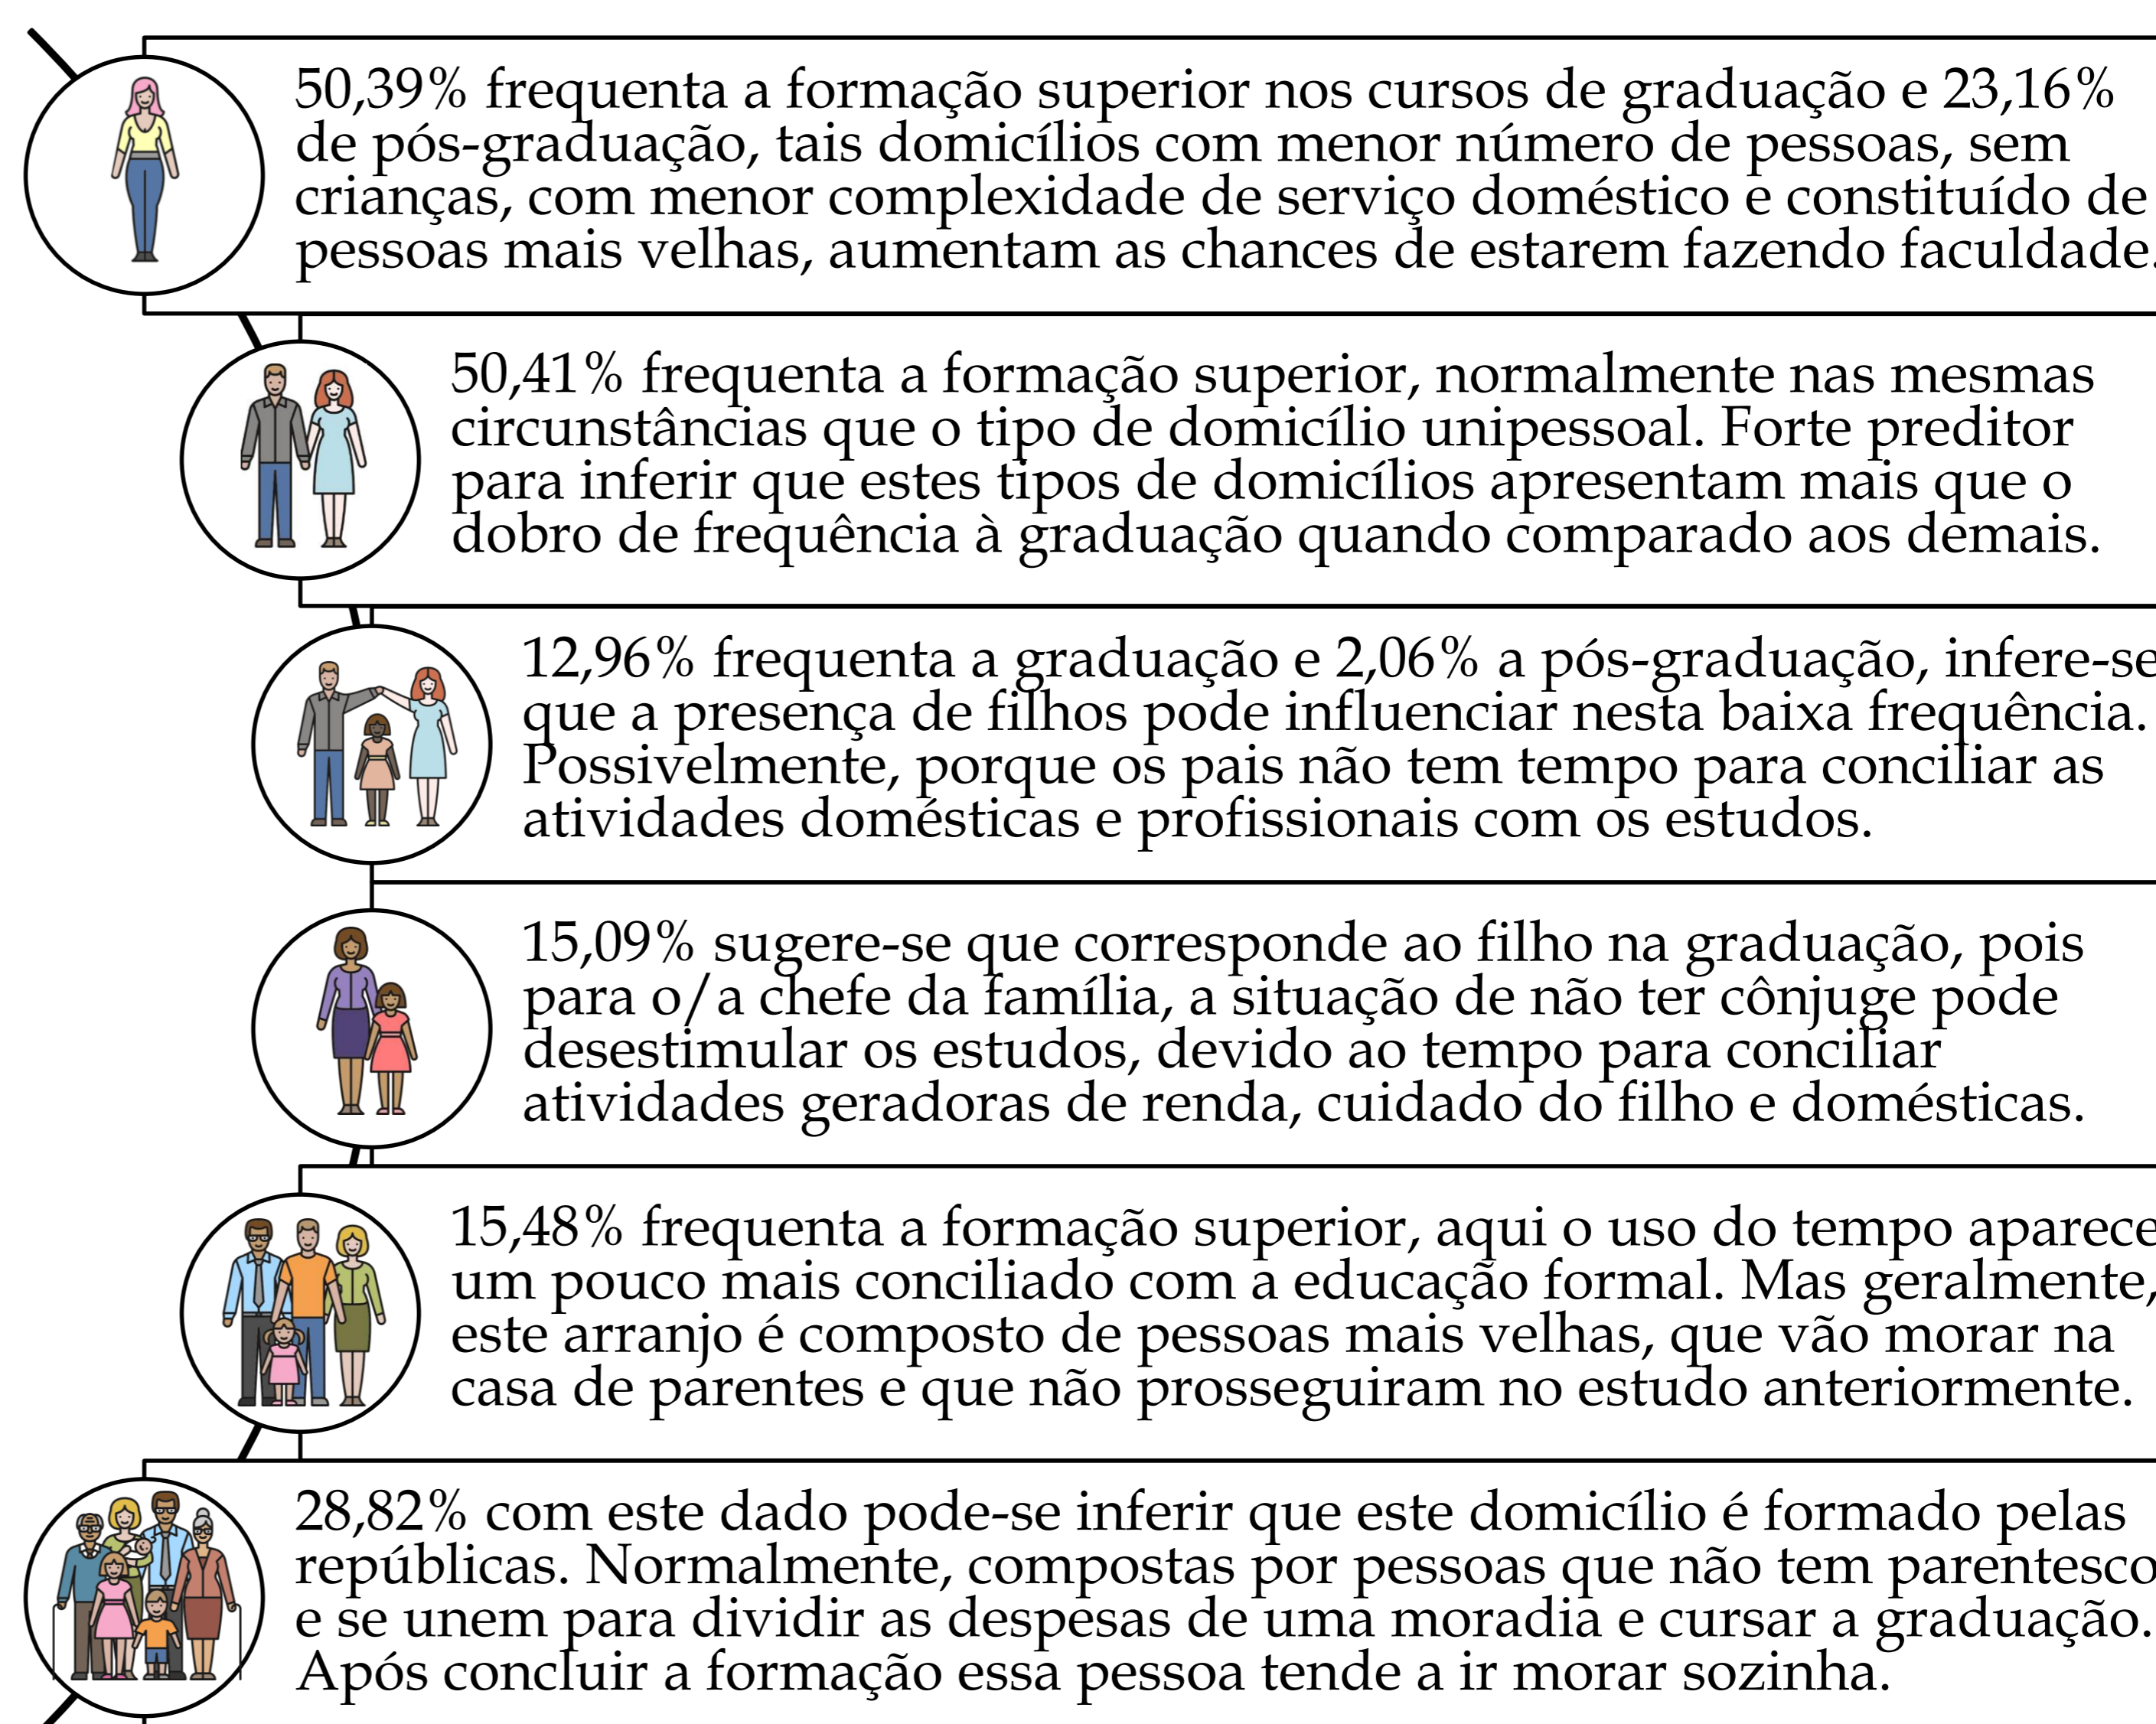 50,39% frequenta a formação superior nos cursos de graduação e 23,16%
de pós-graduação, tais domicílios com menor número de pessoas, sem
crianças, com menor complexidade de serviço doméstico e constituído de
pessoas mais velhas, aumentam as chances de estarem fazendo faculdade.
50,41% frequenta a formação superior, normalmente nas mesmas
circunstâncias que o tipo de domicílio unipessoal. Forte preditor
para inferir que estes tipos de domicílios apresentam mais que o
dobro de frequência à graduação quando comparado aos demais.
12,96% frequenta a graduação e 2,06% a pós-graduação, infere-se
que a presença de filhos pode influenciar nesta baixa frequência.
Possivelmente, porque os pais não tem tempo para conciliar as
atividades domésticas e profissionais com os estudos.
15,09% sugere-se que corresponde ao filho na graduação, pois
para o/a chefe da família, a situação de não ter cônjuge pode
desestimular os estudos, devido ao tempo para conciliar
atividades geradoras de renda, cuidado do filho e domésticas.
15,48% frequenta a formação superior, aqui o uso do tempo aparece
um pouco mais conciliado com a educação formal. Mas geralmente,
este arranjo é composto de pessoas mais velhas, que vão morar na
casa de parentes e que não prosseguiram no estudo anteriormente.
28,82% com este dado pode-se inferir que este domicílio é formado pelas
repúblicas. Normalmente, compostas por pessoas que não tem parentesco
e se unem para dividir as despesas de uma moradia e cursar a graduação.
Após concluir a formação essa pessoa tende a ir morar sozinha.